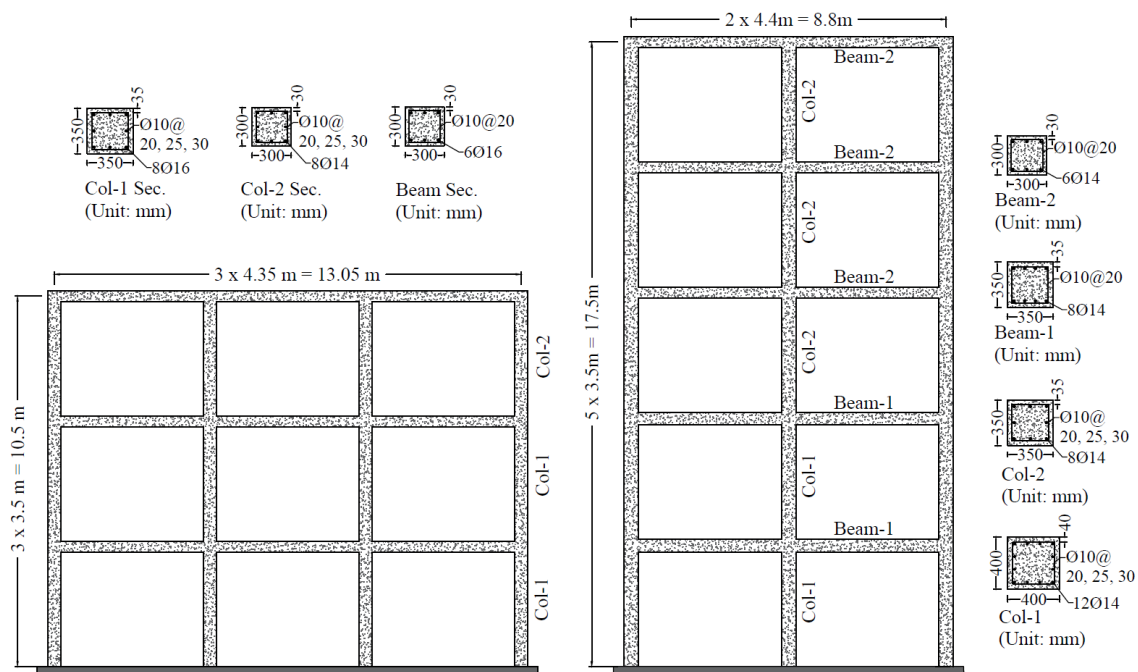 35
350
Ø10@
20, 25, 30
8Ø16
350
Col-1 Sec.
(Unit: mm)
30
300
Ø10@
20, 25, 30
8Ø14
300
Col-2 Sec.
(Unit: mm)
30
300
Ø10@20
6Ø16
300
Beam Sec.
(Unit: mm)
3 x 4.35 m = 13.05 m
3 x 3.5 m = 10.5 m
Col-2
Col-1
Col-1
2 x 4.4m = 8.8m
5 x 3.5m = 17.5m
Beam-2
Col-2
Beam-2
Col-2
Beam-2
Col-2
Beam-1
Col-1
Beam-1
Col-1
30
300
Ø10@20
6Ø14
300
Beam-2
(Unit: mm)
35
350
Ø10@20
8Ø14
350
Beam-1
(Unit: mm)
35
350
Ø10@
20, 25, 30
8Ø14
350
Col-2
(Unit: mm)
40
400
Ø10@
20, 25, 30
12Ø14
400
Col-1
(Unit: mm)